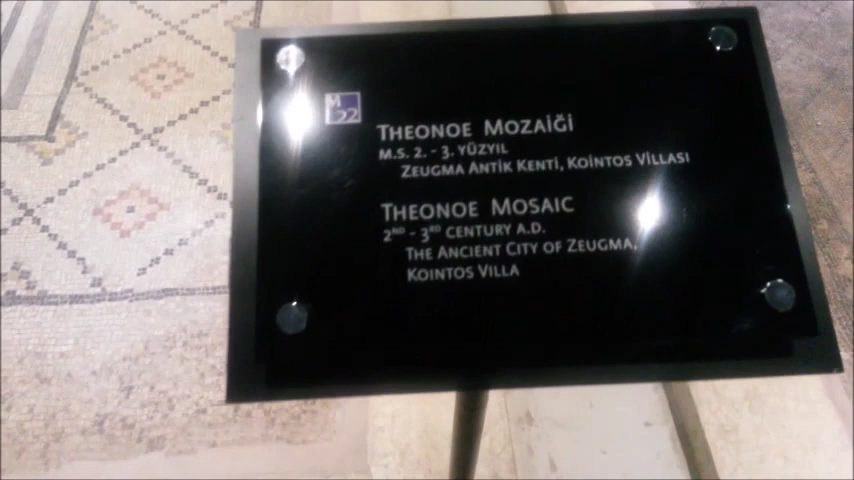 M
22
THEONOE MOZAİĞİ
M.S. 2. - 3. YÜZYIL
ZEUGMA ANTİK KENTİ, KOİNTOS VİLLASI
THEONOE MOSAIC
2ND - 3RD CENTURY A.D.
THE ANCIENT CITY OF ZEUGMA,
KOINTOS VILLA